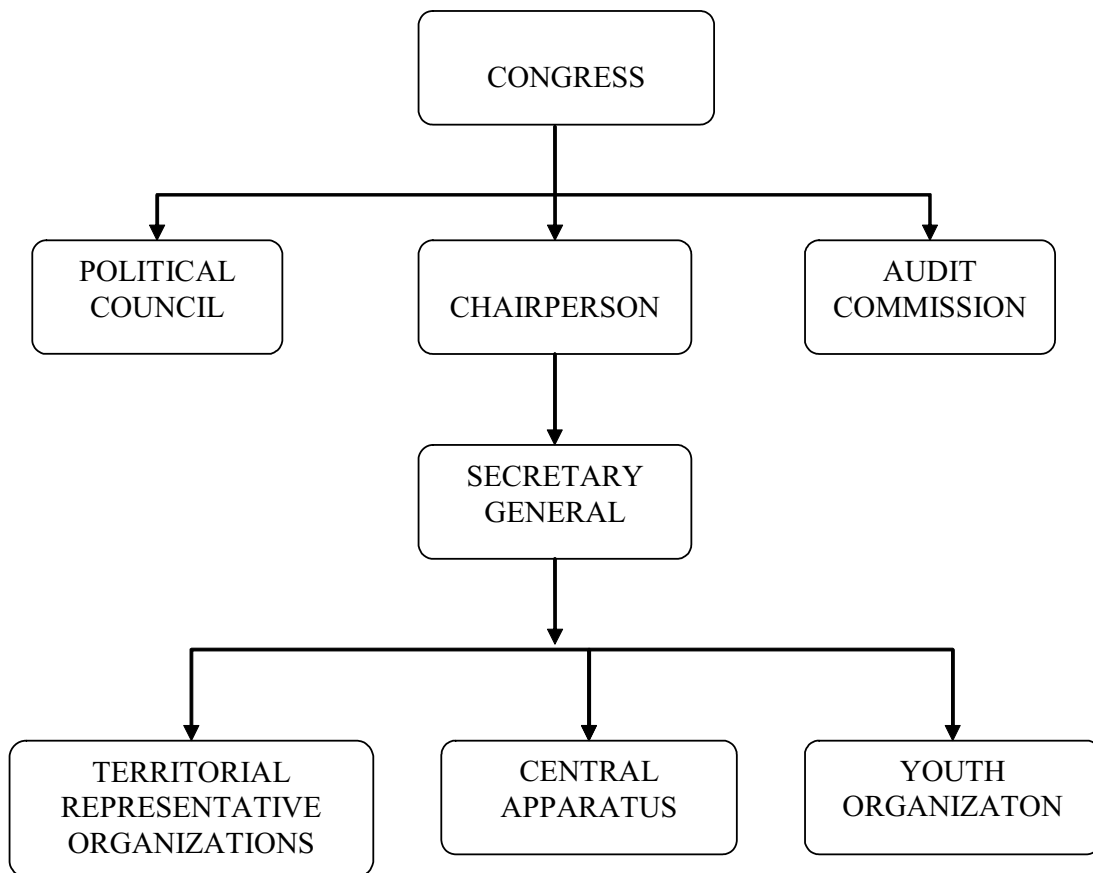 CONGRESS
POLITICAL
COUNCIL
CHAIRPERSON
AUDIT
COMMISSION
SECRETARY
GENERAL
TERRITORIAL
REPRESENTATIVE
ORGANIZATIONS
CENTRAL
APPARATUS
YOUTH
ORGANIZATON